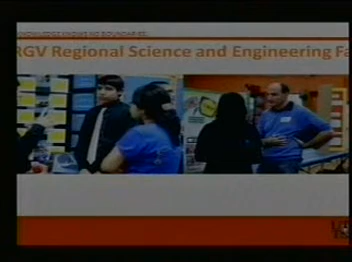 KNOWLEDGE KNOWS NO BOUNDARIES
RGV Regional Science and Engineering Fa